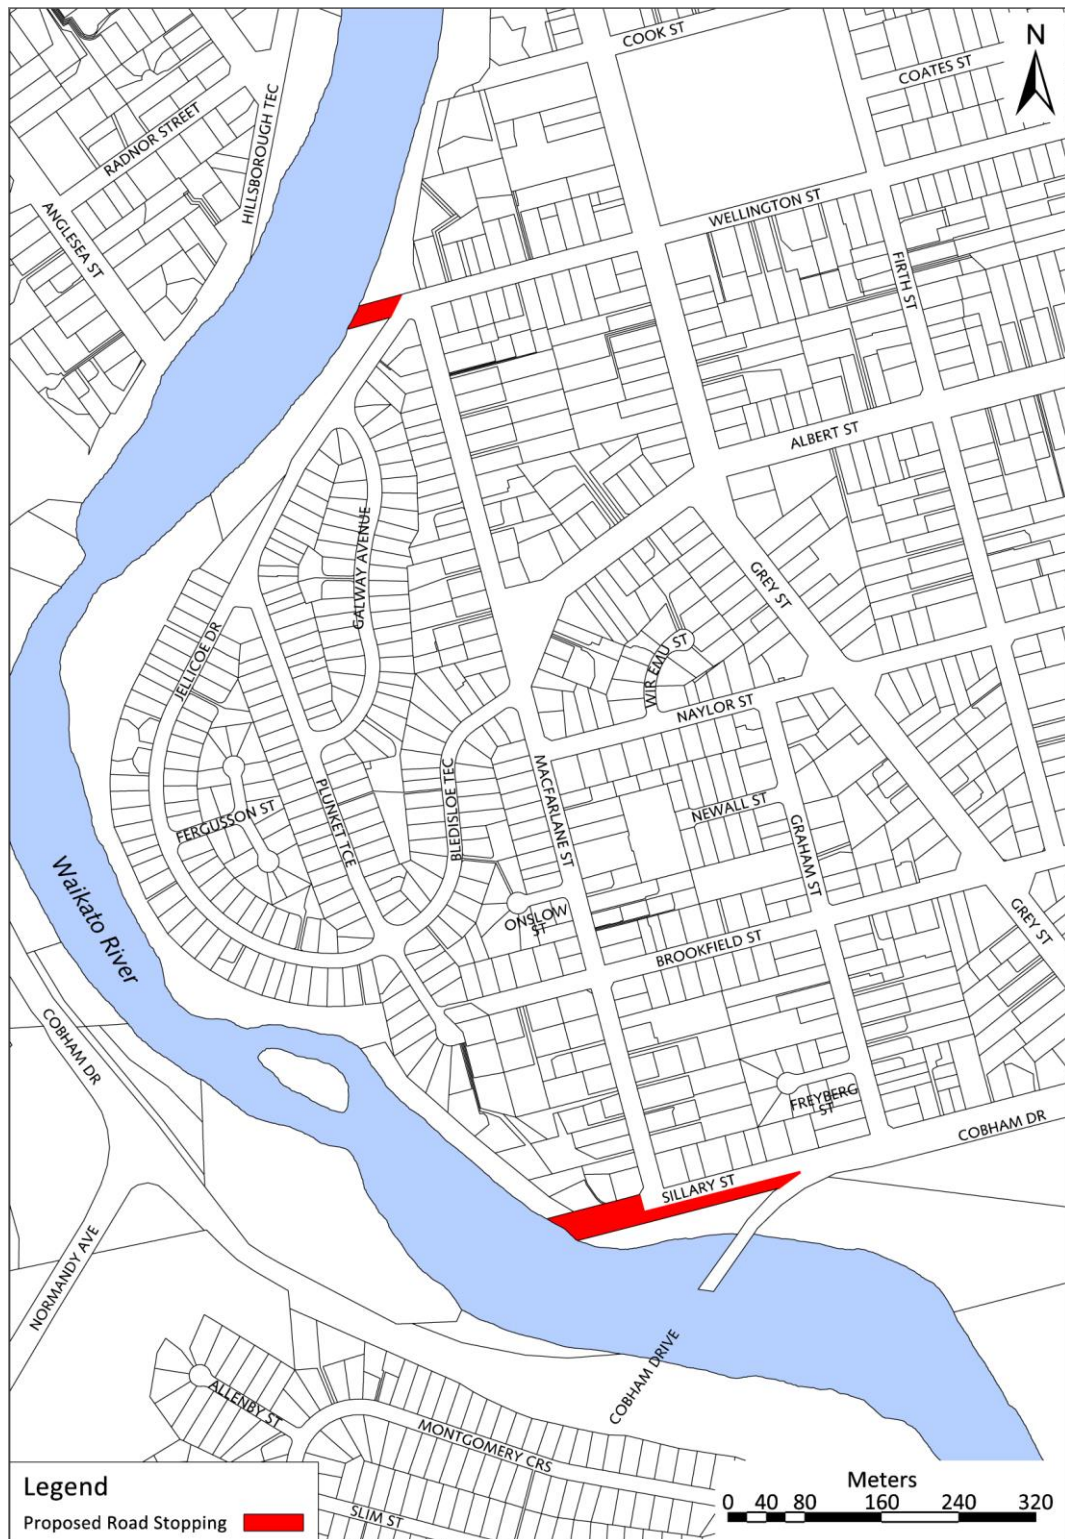 COOK ST
N
COATES ST
RADNOR STREET
HILLSBOROUGH TEC
ANGLESEA ST
WELLINGTON ST
FIRTH ST
ALBERT ST
GALWAY AVENUE
GREY ST
JELLICOE DR
WIR EMU ST
NAYLOR ST
MACFARLANE ST
BLEDISLOE TEC
PLUNKET TCE
NEWALL ST
FERGUSSON ST
GRAHAM ST
Waikato River
ONSLOW
ST
GREY ST
BROOKFIELD ST
COBHAM DR
FREYBERG
ST
COBHAM DR
SILLARY ST
NORMANDY AVE
COBHAM DRIVE
ALLENBY ST
MONTGOMERY CRS
SLIM ST
Legend
Proposed Road Stopping
Meters
0 40 80 160 240 320